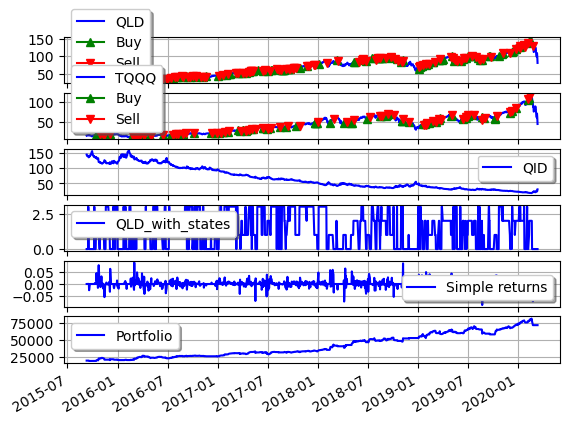 QLD
Buy
Sell
150
100
50
TQQQ
Buy
Sell
100
50
150
100
50
QID
2.5
0.0
QLD_with_states
0.05
0.00
−0.05
Simple returns
75000
50000
25000
Portfolio
2015-07 2016-01 2016-07 2017-01 2017-07 2018-01 2018-07 2019-01 2019-07 2020-01